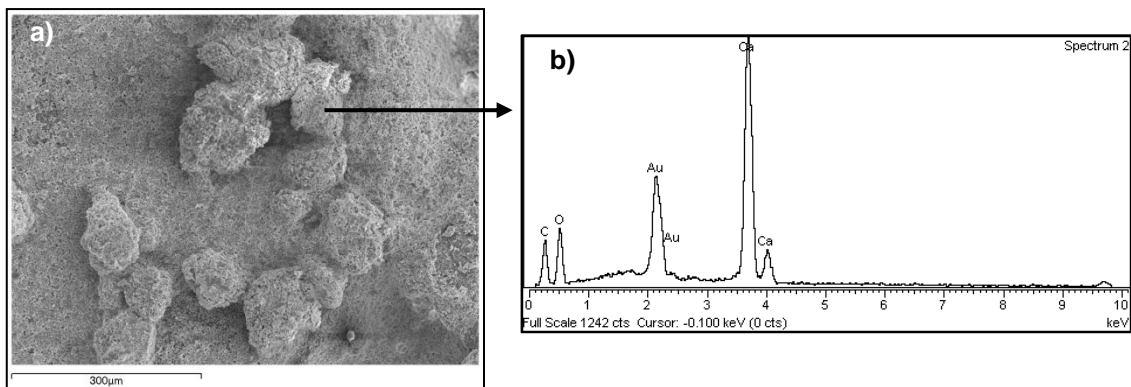 a)
300µm
b)
Spectrum 2
Ca
Au
Au
O
C
Ca
0 1 2 3 4 5 6 7 8 9 10
Full Scale 1242 cts Cursor: -0.100 keV (0 cts)
keV